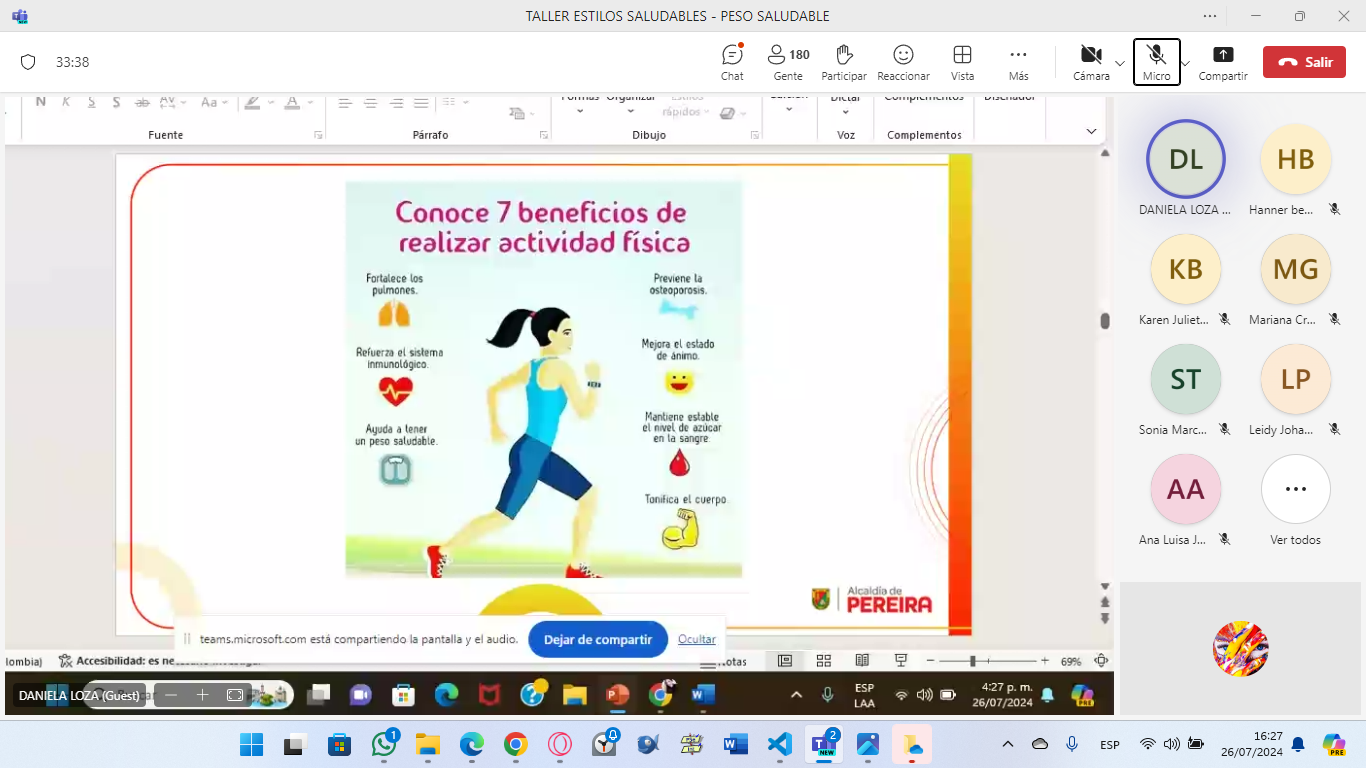 TALLER ESTILOS SALUDABLES - PESO SALUDABLE
33:38
Chat
180
Gente
Participar
Reaccionar
Vista
Más
Cámara
Micro
Compartir
Salir
N K S S ab AV Aa A
Estilos
rápidos
Dictar
Complementos
Diseñador
Fuente
Párrafo
Dibujo
Voz
Complementos
Conoce 7 beneficios de
realizar actividad física
Fortalece los
pulmones.
Refuerza el sistema
inmunológico.
Ayuda a tener
un peso saludable.
Previene la
osteoporosis.
Mejora el estado
de ánimo.
Mantiene estable
el nivel de azúcar
en la sangre.
Tonifica el cuerpo
Alcaldía de
PEREIRA
teams.microsoft.com está compartiendo la pantalla y el audio.
Dejar de compartir
Ocultar
lombia)
Accesibilidad: es
69%
DANIELA LOZA (Guest)
ESP
LAA
4:27 p. m.
26/07/2024
PRE
DL
DANIELA LOZA ...
HB
Hanner be...
KB
Karen Juliet...
MG
Mariana Cr...
ST
Sonia Marc...
LP
Leidy Joha...
AA
Ana Luisa J...
Ver todos
1
2
NEW
ESP
16:27
26/07/2024
PRE